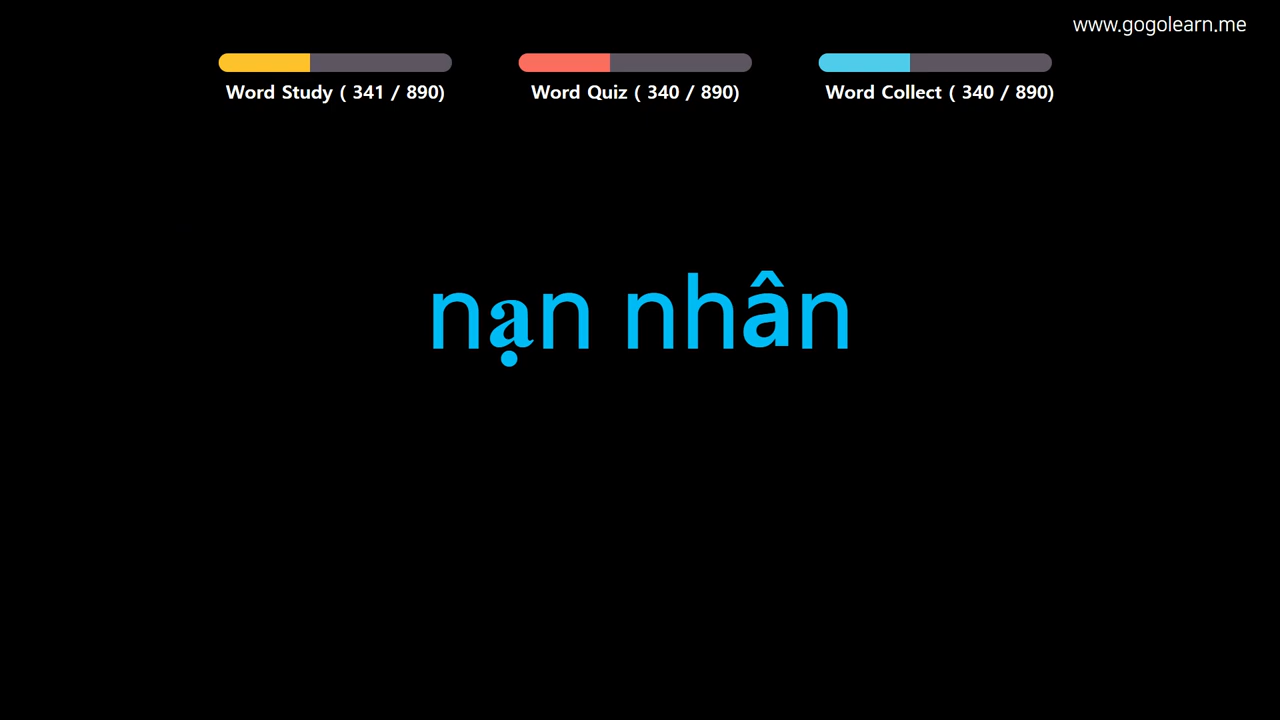 www.gogolearn.me
Word Study ( 341 / 890)
Word Quiz ( 340 / 890)
Word Collect ( 340 / 890)
nạn nhân